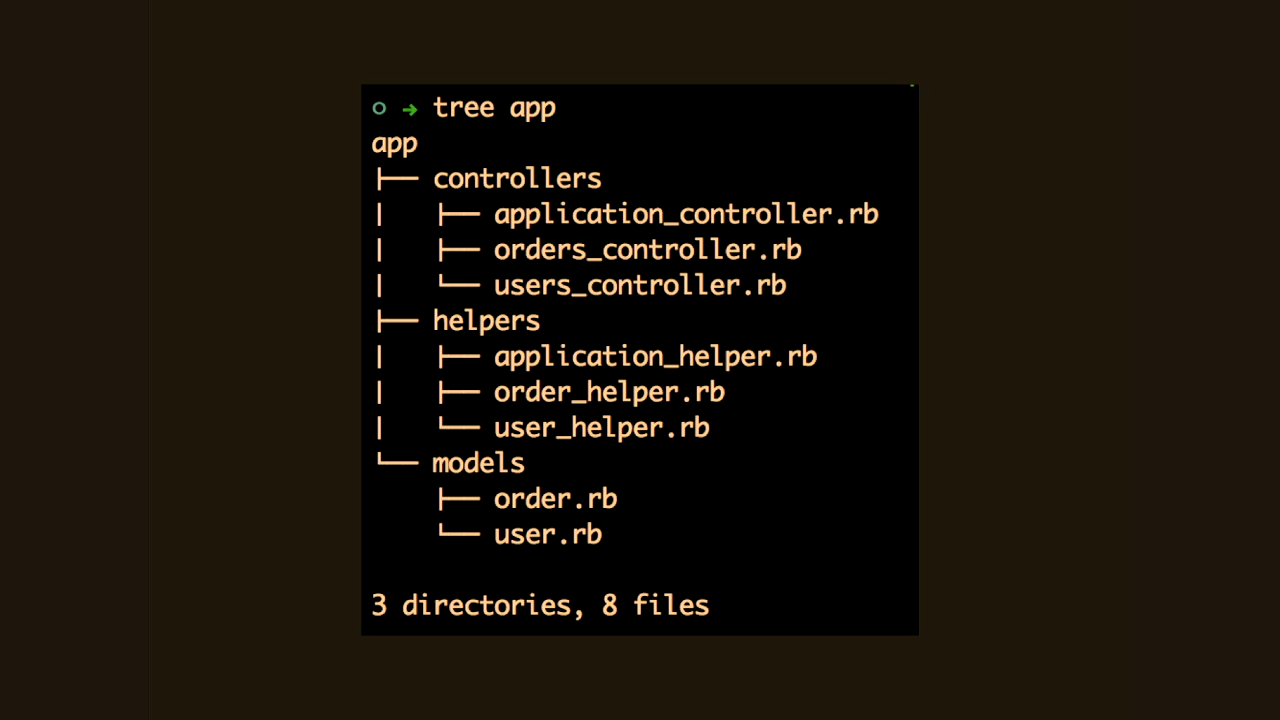 ○ → tree app
app
├── controllers
│   ├── application_controller.rb
│   ├── orders_controller.rb
│   └── users_controller.rb
├── helpers
│   ├── application_helper.rb
│   ├── order_helper.rb
│   └── user_helper.rb
└── models
    ├── order.rb
    └── user.rb
3 directories, 8 files